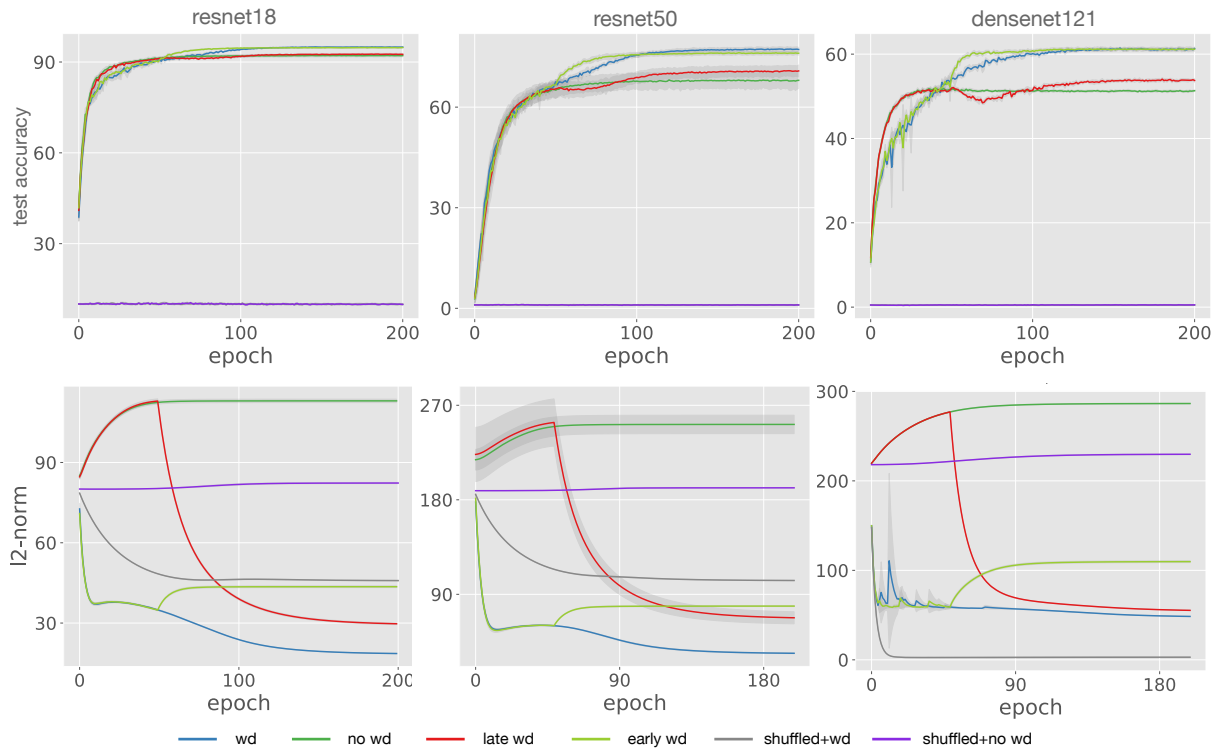 resnet18 resnet50 densenet121
test accuracy
90
60
30
0 100 200
epoch
60
30
0
0 100 200
epoch
60
40
20
0
0 100 200
epoch
l2-norm
90
60
30
0 100 200
epoch
270
180
90
0 90 180
epoch
300
200
100
0
0 90 180
epoch
wd no wd late wd early wd shuffled+wd shuffled+no wd